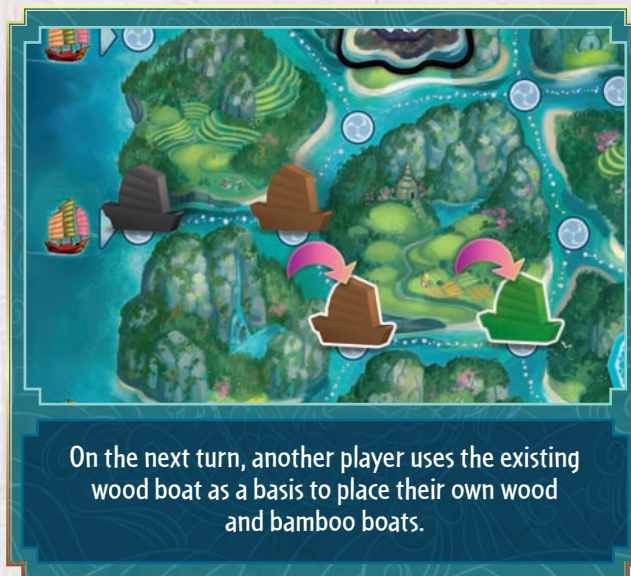 On the next turn, another player uses the existing
wood boat as a basis to place their own wood
and bamboo boats.